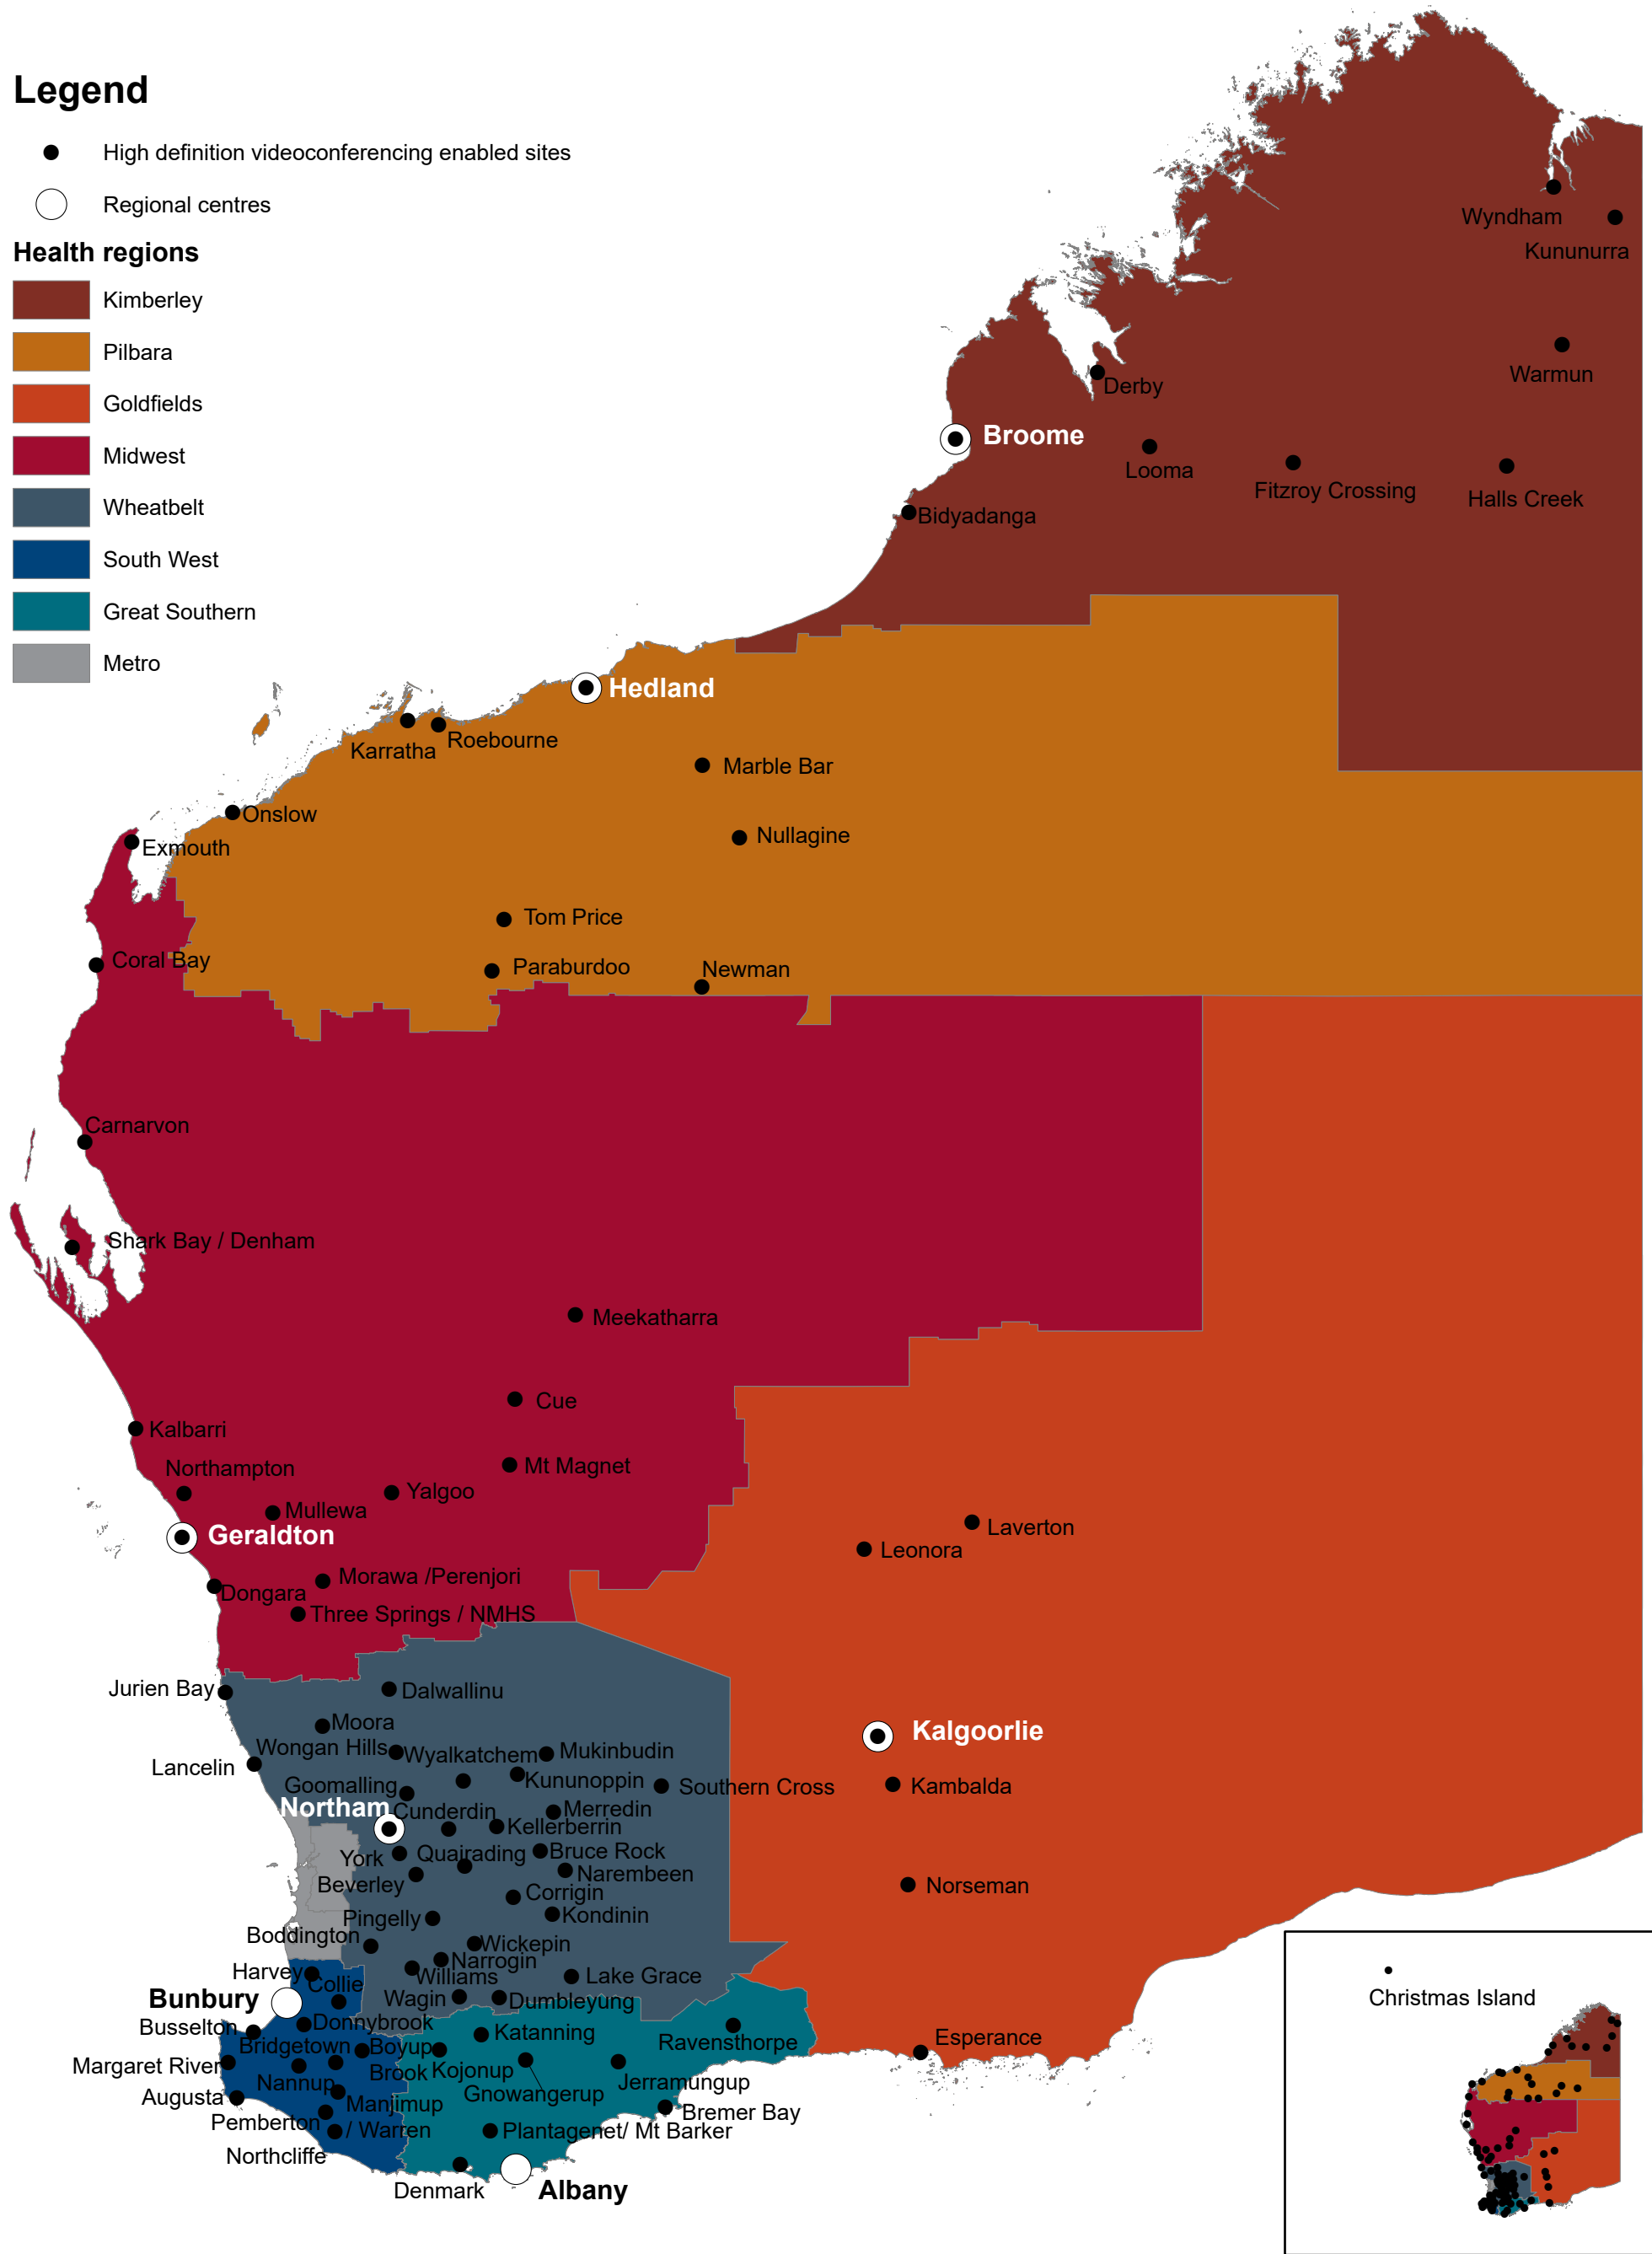 Legend
High definition videoconferencing enabled sites
Regional centres
Health regions
Kimberley
Pilbara
Goldfields
Midwest
Wheatbelt
South West
Great Southern
Metro
Wyndham
Kununurra
Warmun
Derby
Broome
Looma
Fitzroy Crossing
Halls Creek
Bidyadanga
Hedland
Karratha
Roebourne
Marble Bar
Onslow
Nullagine
Exmouth
Tom Price
Coral Bay
Paraburdoo
Newman
Carnarvon
Shark Bay / Denham
Meekatharra
Cue
Kalbarri
Mt Magnet
Northampton
Yalgoo
Mullewa
Geraldton
Laverton
Leonora
Morawa /Perenjori
Dongara
Three Springs / NMHS
Jurien Bay
Dalwallinu
Moora
Kalgoorlie
Wongan Hills
Wyalkatchem
Mukinbudin
Lancelin
Goomalling
Kununoppin
Southern Cross
Kambalda
Northam
Cunderdin
Merredin
Kellerberrin
York
Quairading
Bruce Rock
Narembeen
Beverley
Corrigin
Norseman
Pingelly
Kondinin
Boddington
Wickepin
Narrogin
Harvey
Collie
Williams
Lake Grace
Bunbury
Wagin
Dumbleyung
Christmas Island
Busselton
Donnybrook
Katanning
Ravensthorpe
Esperance
Bridgetown
Boyup
Brook
Margaret River
Kojonup
Nannup
Gnowangerup
Jerramungup
Augusta
Manjimup
/ Warren
Pemberton
Bremer Bay
Plantagenet/ Mt Barker
Northcliffe
Denmark
Albany